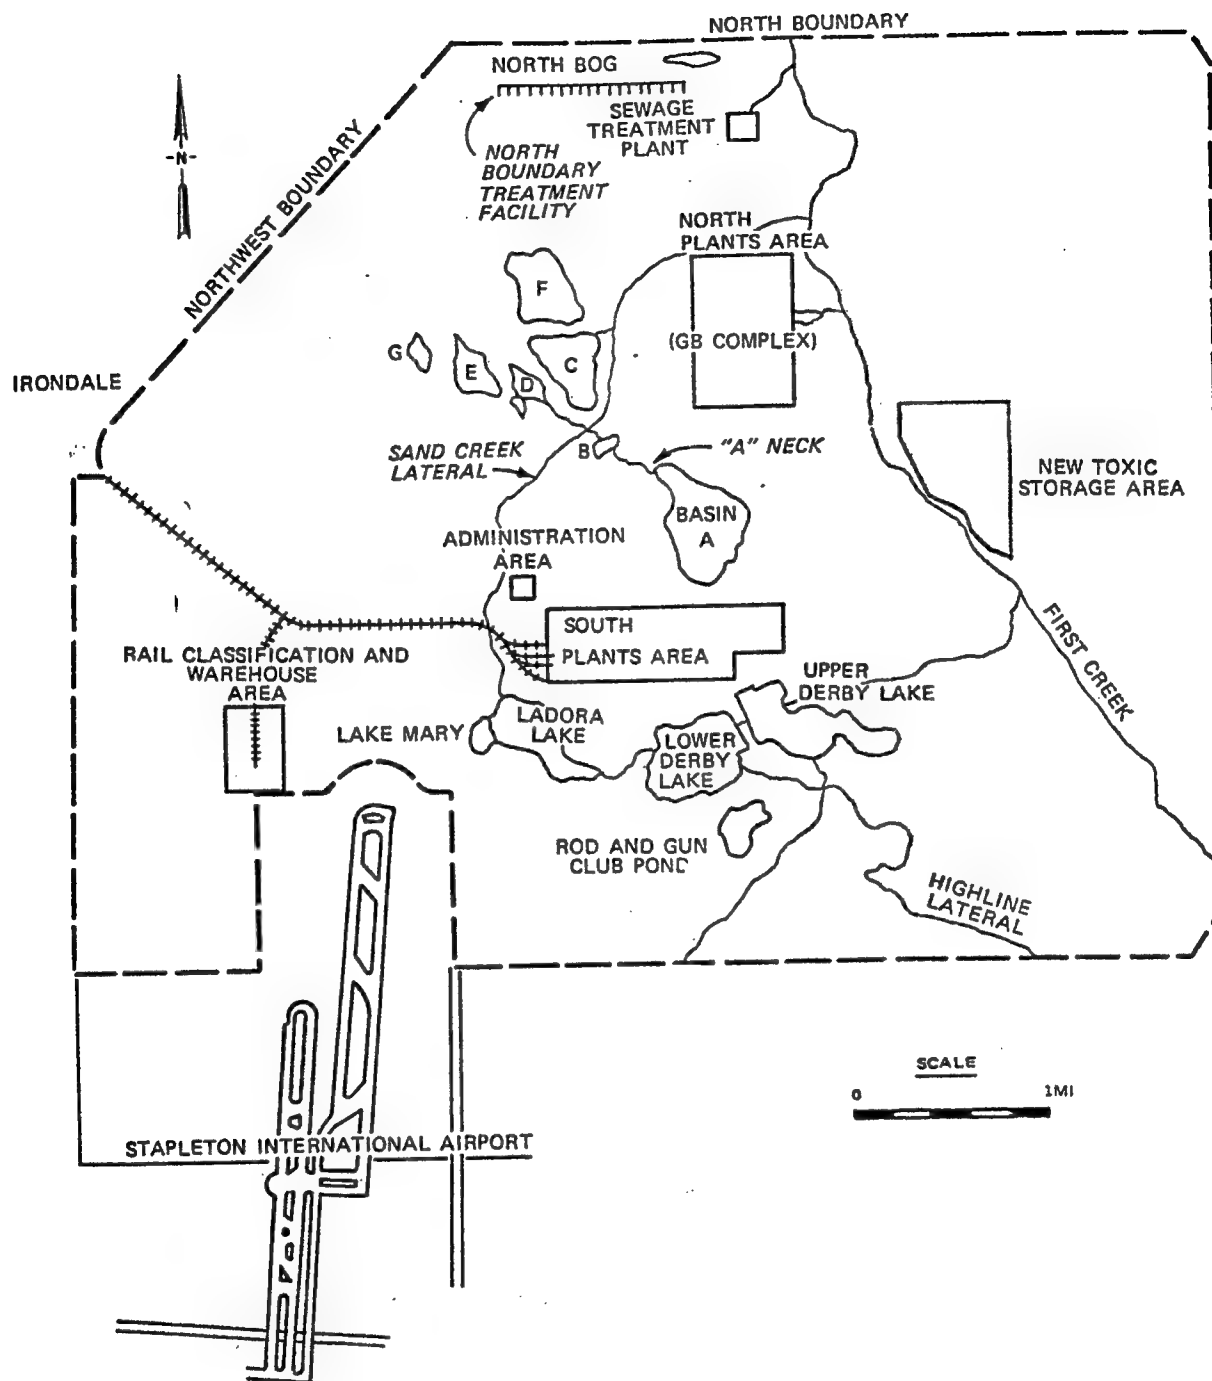 NORTH BOUNDARY
NORTH BOG
SEWAGE
TREATMENT
PLANT
-N-
NORTH
BOUNDARY
TREATMENT
FACILITY
NORTHWEST BOUNDARY
NORTH
PLANTS AREA
F
(GB COMPLEX)
G
E
D
C
IRONDALE
SAND CREEK
LATERAL
B
"A" NECK
NEW TOXIC
STORAGE AREA
BASIN
A
ADMINISTRATION
AREA
SOUTH
PLANTS AREA
FIRST CREEK
RAIL CLASSIFICATION AND
WAREHOUSE
AREA
UPPER
DERBY LAKE
LAKE MARY
LADORA
LAKE
LOWER
DERBY
LAKE
ROD AND GUN
CLUB POND
HIGHLINE
LATERAL
SCALE
0 1MI
STAPLETON INTERNATIONAL AIRPORT